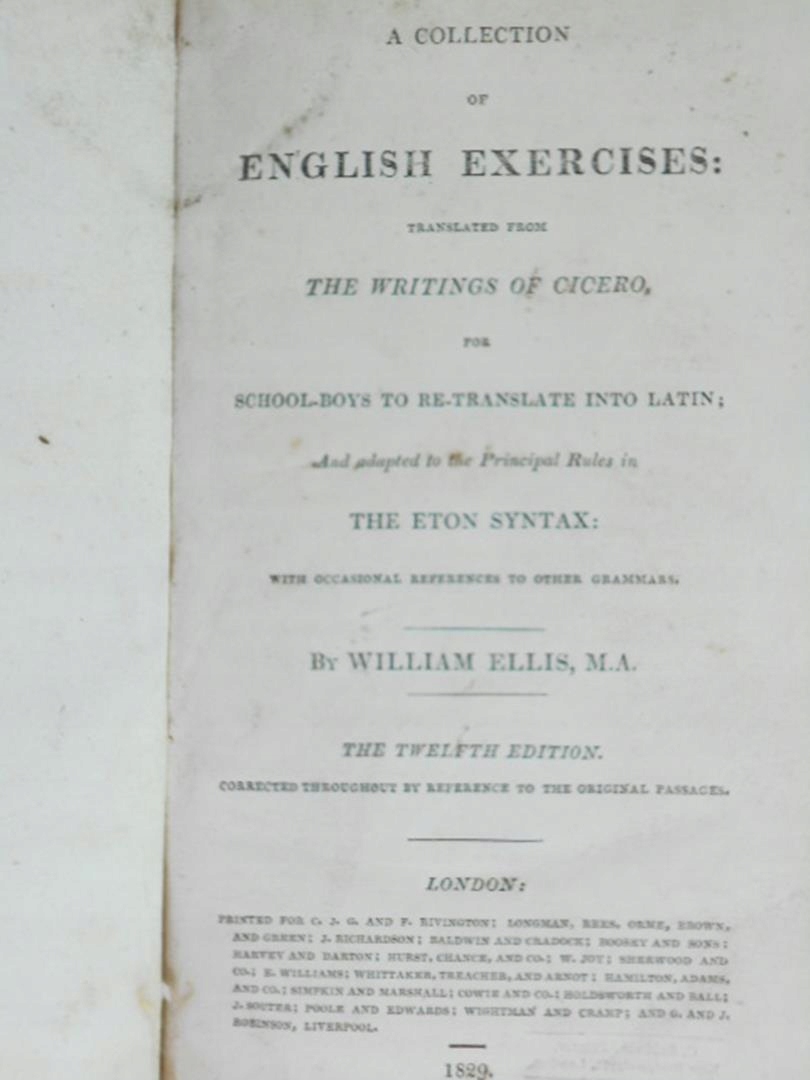 A COLLECTION
OF
ENGLISH EXERCISES:
TRANSLATED FROM
THE WRITINGS OF CICERO,
FOR
SCHOOL-BOYS TO RE-TRANSLATE INTO LATIN;
And adapted to the Principal Rules in
THE ETON SYNTAX:
WITH OCCASIONAL REFERENCES TO OTHER GRAMMARS.
By WILLIAM ELLIS, M.A.
THE TWELFTH EDITION.
CORRECTED THROUGHOUT BY REFERENCE TO THE ORIGINAL PASSAGES.
LONDON:
PRINTED FOR C. J. G. AND F. RIVINGTON; LONGMAN, REES, ORME, BROWN,
AND GREEN; J. RICHARDSON; BALDWIN AND CRADOCK; BOOSEY AND SONS;
HARVEY AND DARTON; HURST, CHANCE, AND CO.; W. JOY; SHERWOOD AND
CO.; E. WILLIAMS; WHITTAKER, TREACHER, AND ARNOT; HAMILTON, ADAMS,
AND CO.; SIMPKIN AND MARSHALL; COWIE AND CO.; HOLDSWORTH AND BALL;
J. SOUTER; POOLE AND EDWARDS; WIGHTMAN AND CRAMP; AND G. AND J.
ROBINSON, LIVERPOOL.
1829.